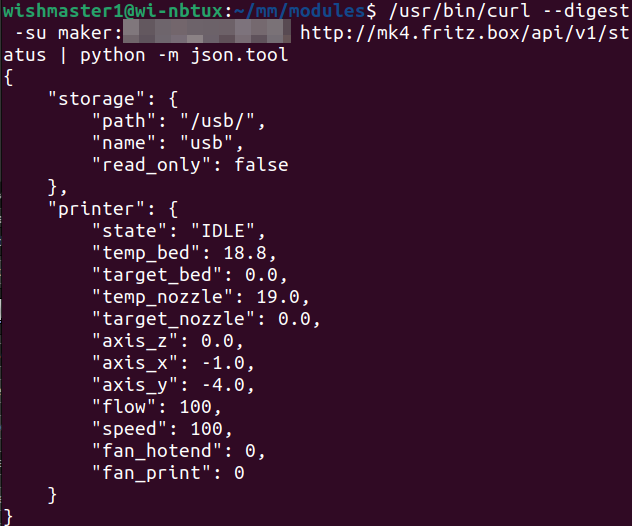 wishmaster1@wi-nbtux:~/mm/modules$ /usr/bin/curl --digest
 -su maker: http://mk4.fritz.box/api/v1/st
atus | python -m json.tool
{
    "storage": {
        "path": "/usb/",
        "name": "usb",
        "read_only": false
    },
    "printer": {
        "state": "IDLE",
        "temp_bed": 18.8,
        "target_bed": 0.0,
        "temp_nozzle": 19.0,
        "target_nozzle": 0.0,
        "axis_z": 0.0,
        "axis_x": -1.0,
        "axis_y": -4.0,
        "flow": 100,
        "speed": 100,
        "fan_hotend": 0,
        "fan_print": 0
    }
}